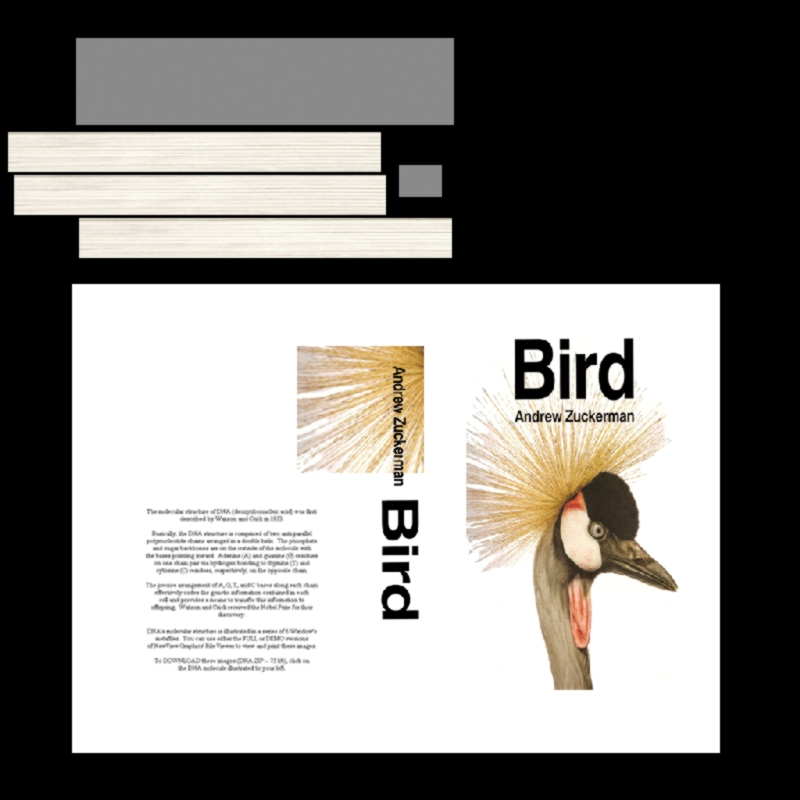 Bird
Andrew Zuckerman
Andrew Zuckerman
Bird
The molecular structure of DNA (deoxyribonucleic acid) was first
described by Watson and Crick in 1953.
Basically, the DNA structure is comprised of two anti-parallel
polynucleotide chains arranged in a double helix. The phosphate
and sugar backbones are on the outside of the molecule with
the bases pointing inward. Adenine (A) and guanine (G) residues
on one chain pair via hydrogen bonding to thymine (T) and
cytosine (C) residues, respectively, on the opposite chain.
The precise arrangement of A, G, T, and C bases along each chain
effectively codes the genetic information contained in each
cell and provides a means to transfer this information to
offspring. Watson and Crick received the Nobel Prize for their
discovery.
DNA's molecular structure is illustrated in a series of 6 Window's
metafiles. You can use either the FULL or DEMO versions
of NewView Graphics' File Viewer to view and print these images.
To DOWNLOAD these images (DNA.ZIP -
click on
the DNA molecule illustrated to your left.